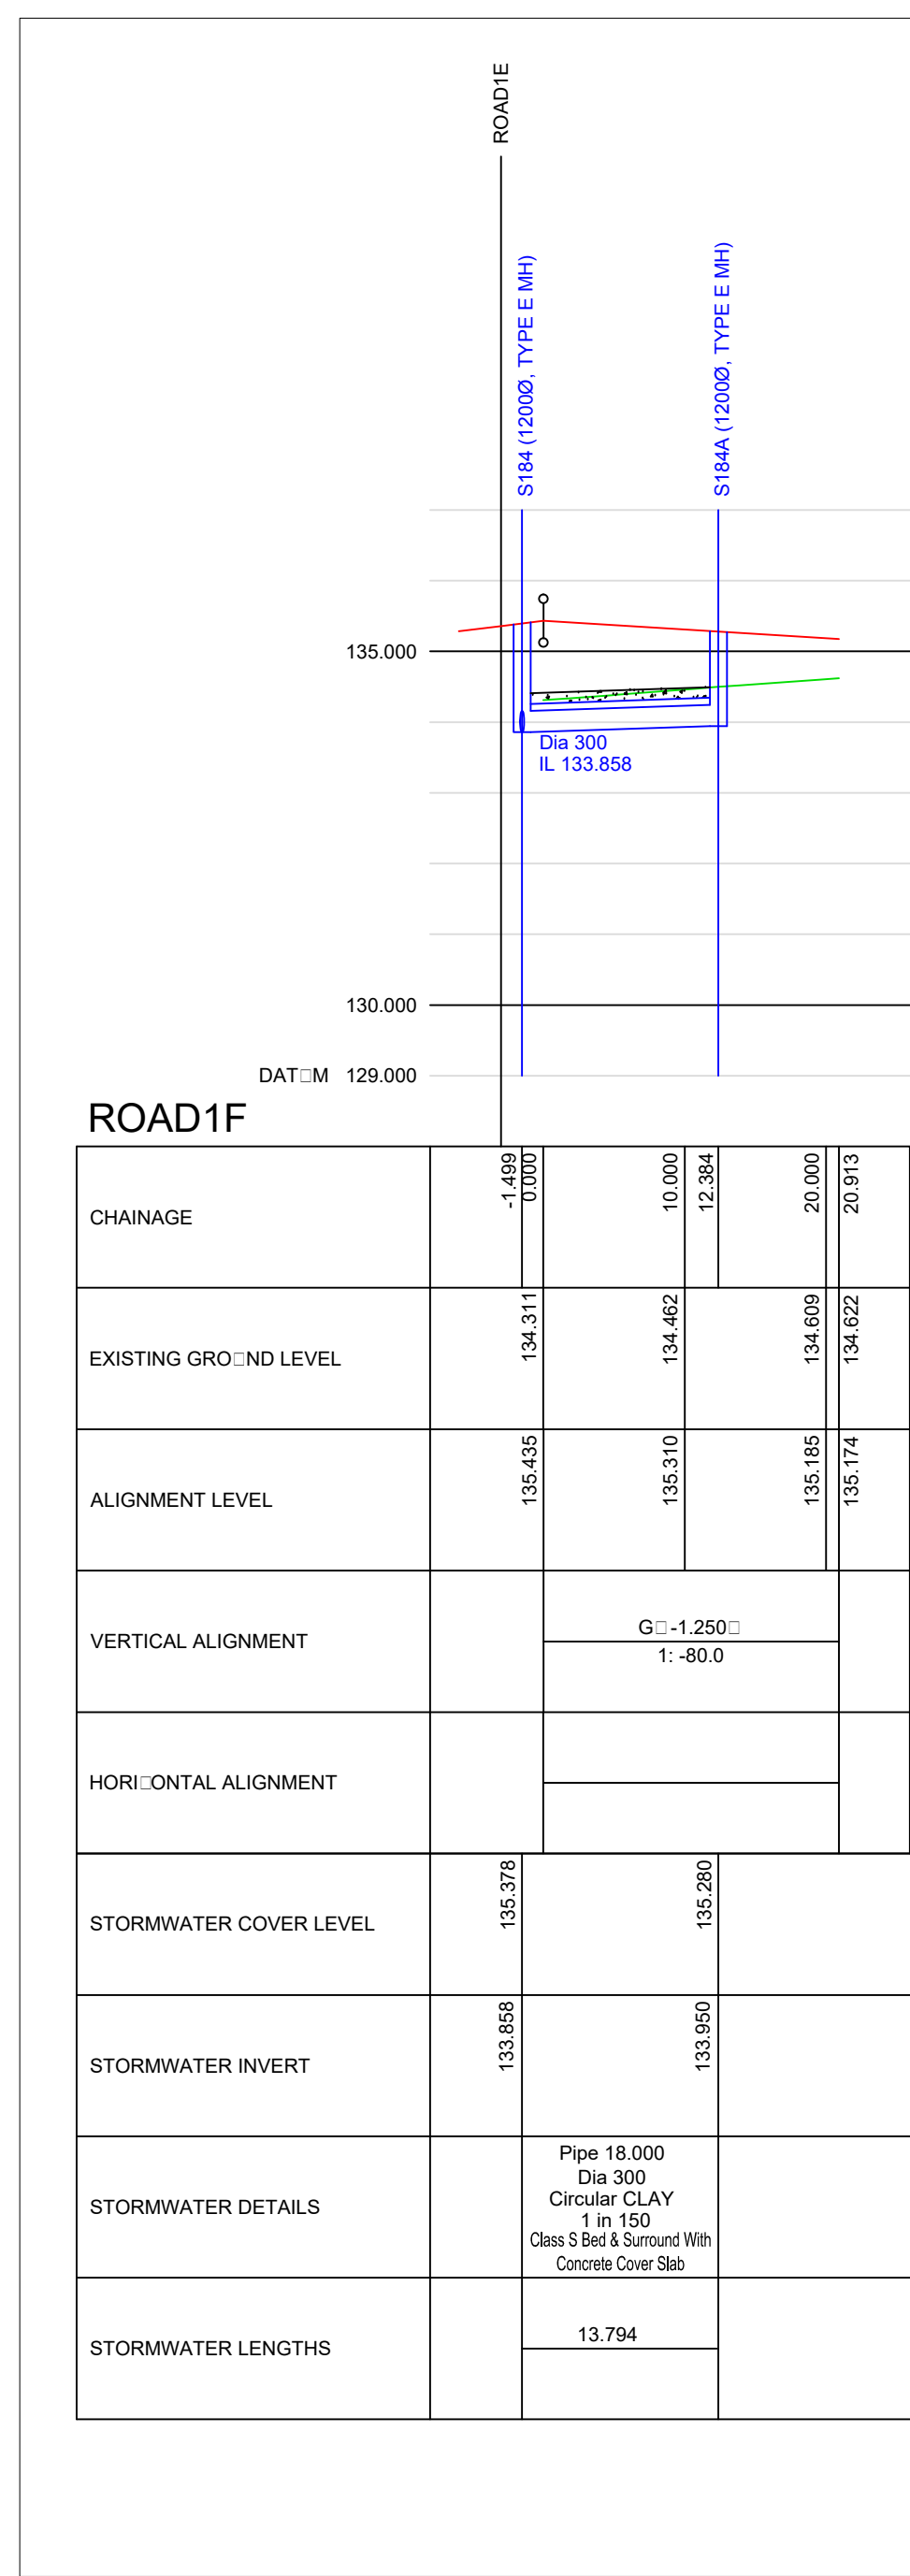 ROAD1E
S184 (1200Ø, TYPE E MH)
S184A (1200Ø, TYPE E MH)
135.000
Dia 300
IL 133.858
130.000
DAT□M 129.000
ROAD1F
CHAINAGE
-1.499
0.000
10.000
12.384
20.000
20.913
EXISTING GRO□ND LEVEL
134.311
134.462
134.609
134.622
ALIGNMENT LEVEL
135.435
135.310
135.185
135.174
VERTICAL ALIGNMENT
G□ -1.250□
1: -80.0
HORI□ONTAL ALIGNMENT
STORMWATER COVER LEVEL
135.378
135.280
STORMWATER INVERT
133.858
133.950
STORMWATER DETAILS
Pipe 18.000
Dia 300
Circular CLAY
1 in 150
Class S Bed & Surround With
Concrete Cover Slab
STORMWATER LENGTHS
13.794